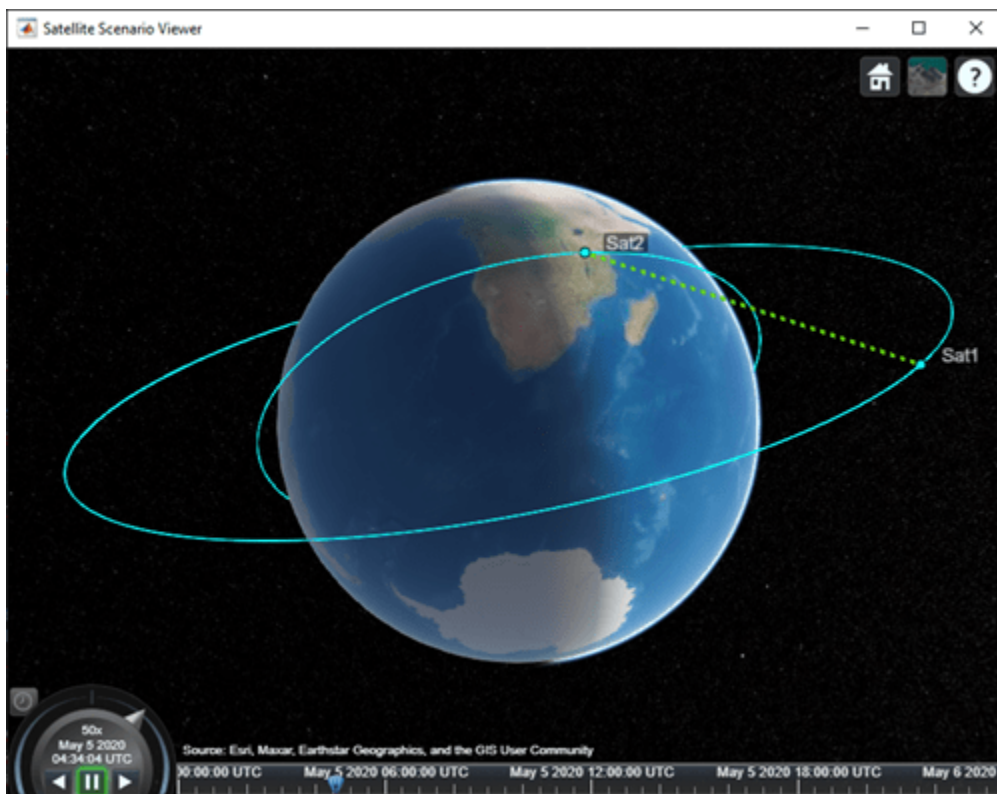 Satellite Scenario Viewer
?
Sat2
Sat1
50x
May 5 2020
04:34:04 UTC
Source: Esri, Maxar, Earthstar Geographics, and the GIS User Community
00:00:00 UTC May 5 2020 06:00:00 UTC May 5 2020 12:00:00 UTC May 5 2020 18:00:00 UTC May 6 2020